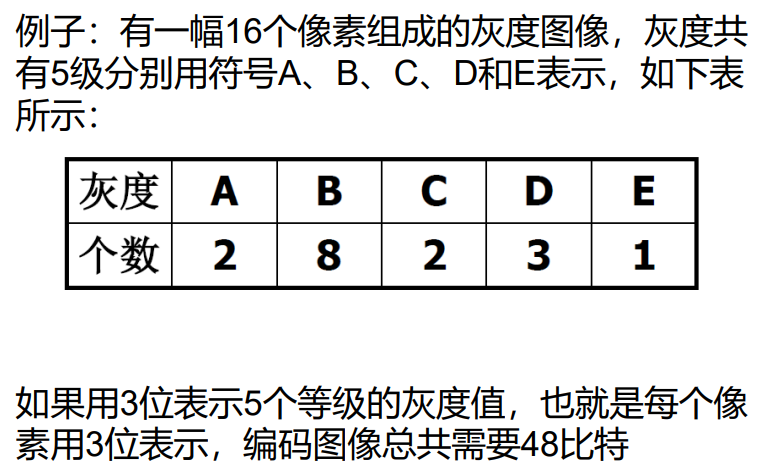 例子：有一幅16个像素组成的灰度图像，灰度共
有5级分别用符号A、B、C、D和E表示，如下表
所示：
灰度 A B C D E
个数 2 8 2 3 1
如果用3位表示5个等级的灰度值，也就是每个像
素用3位表示，编码图像总共需要48比特